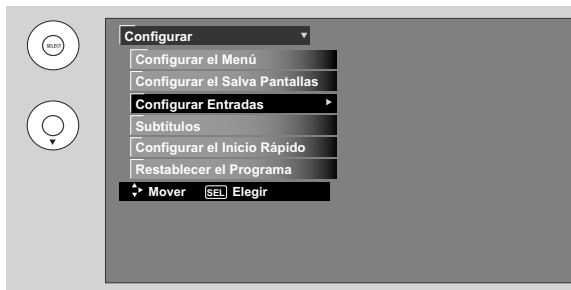 SELECT
Configurar
Configurar el Menú
Configurar el Salva Pantallas
Configurar Entradas
Subtítulos
Configurar el Inicio Rápido
Restablecer el Programa
Mover SEL Elegir